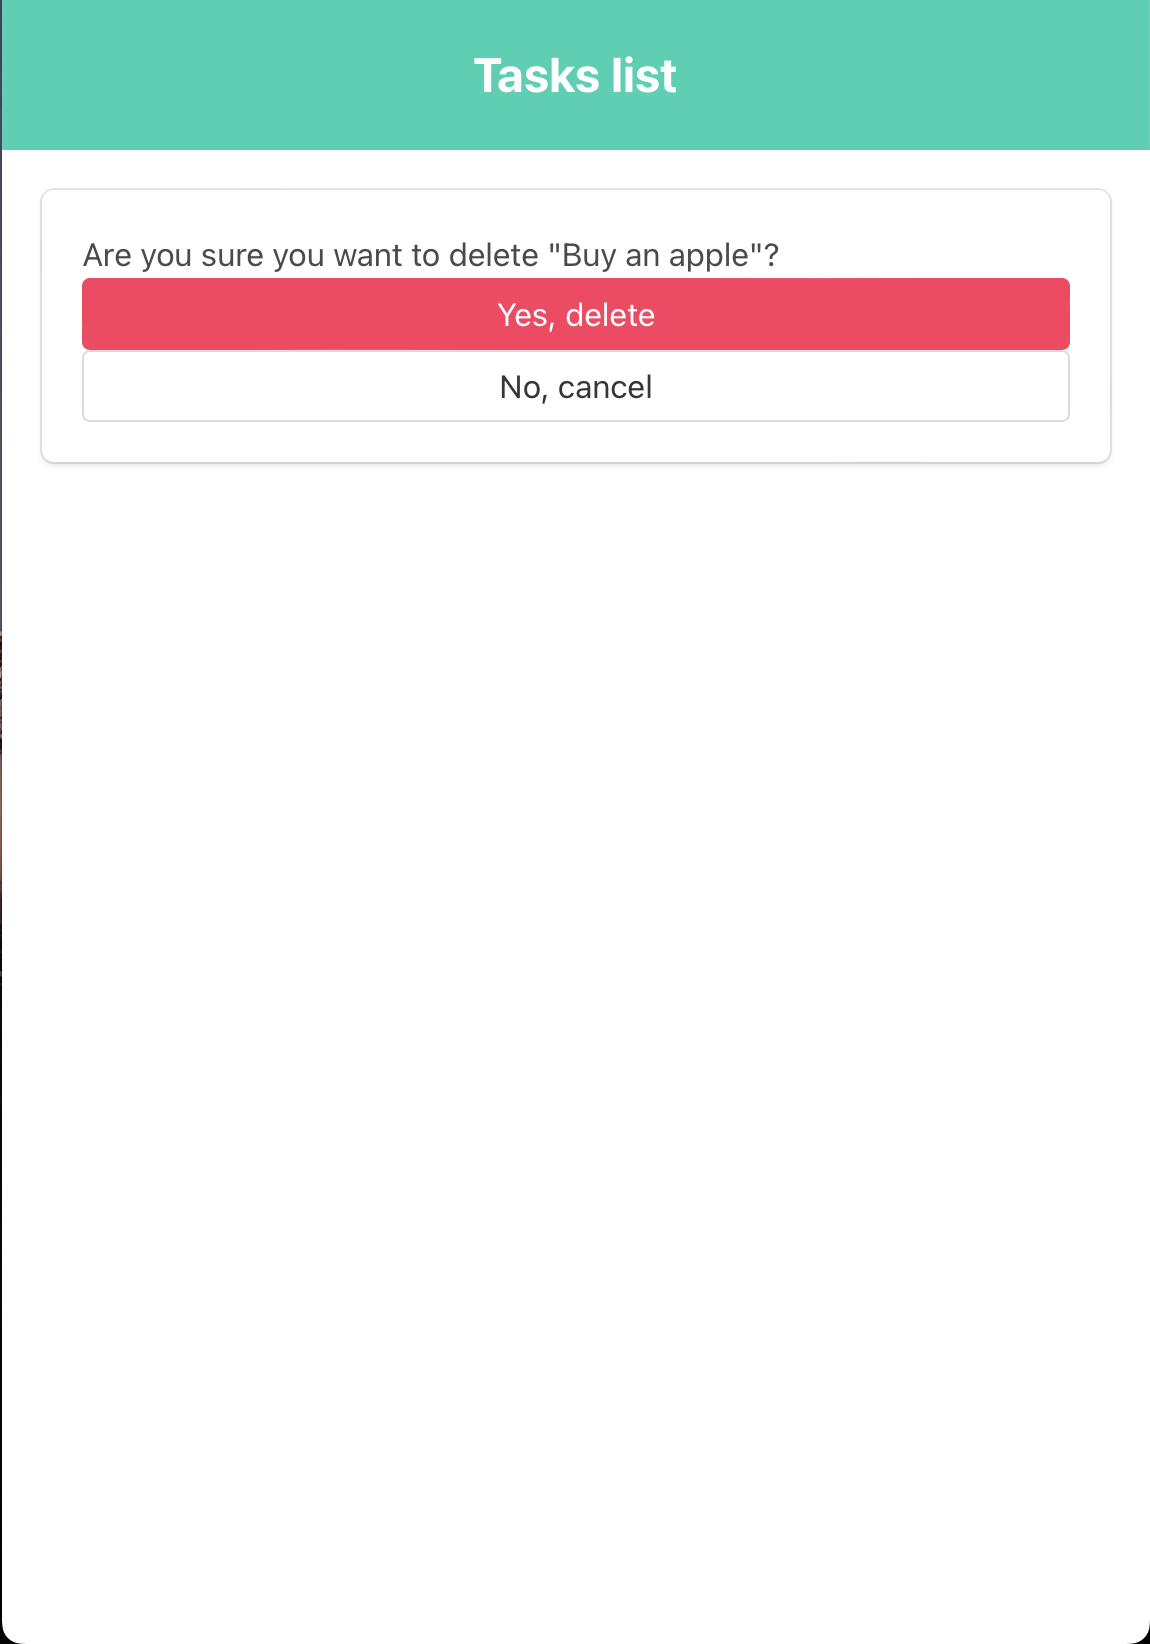 Tasks list
Are you sure you want to delete "Buy an apple"?
Yes, delete
No, cancel